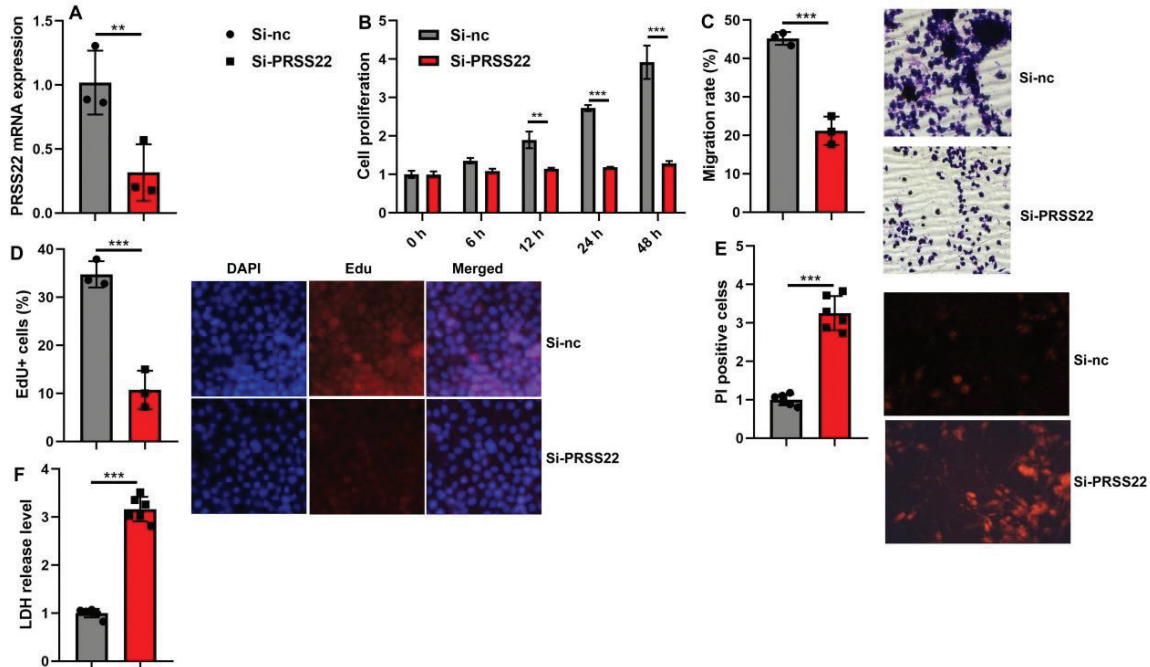 A
PRSS22 mRNA expression
1.5
1.0
0.5
0.0
**
Si-nc
Si-PRSS22
B
Cell proliferation
5
4
3
2
1
0
Si-nc
Si-PRSS22
**
***
***
0 h
6 h
12 h
24 h
48 h
C
Migration rate (%)
50
40
30
20
10
0
***
Si-nc
Si-PRSS22
D
EdU+ cells (%)
40
30
20
10
0
***
DAPI
Edu
Merged
Si-nc
Si-PRSS22
E
PI positive celss
5
4
3
2
1
0
***
Si-nc
Si-PRSS22
F
LDH release level
4
3
2
1
0
***